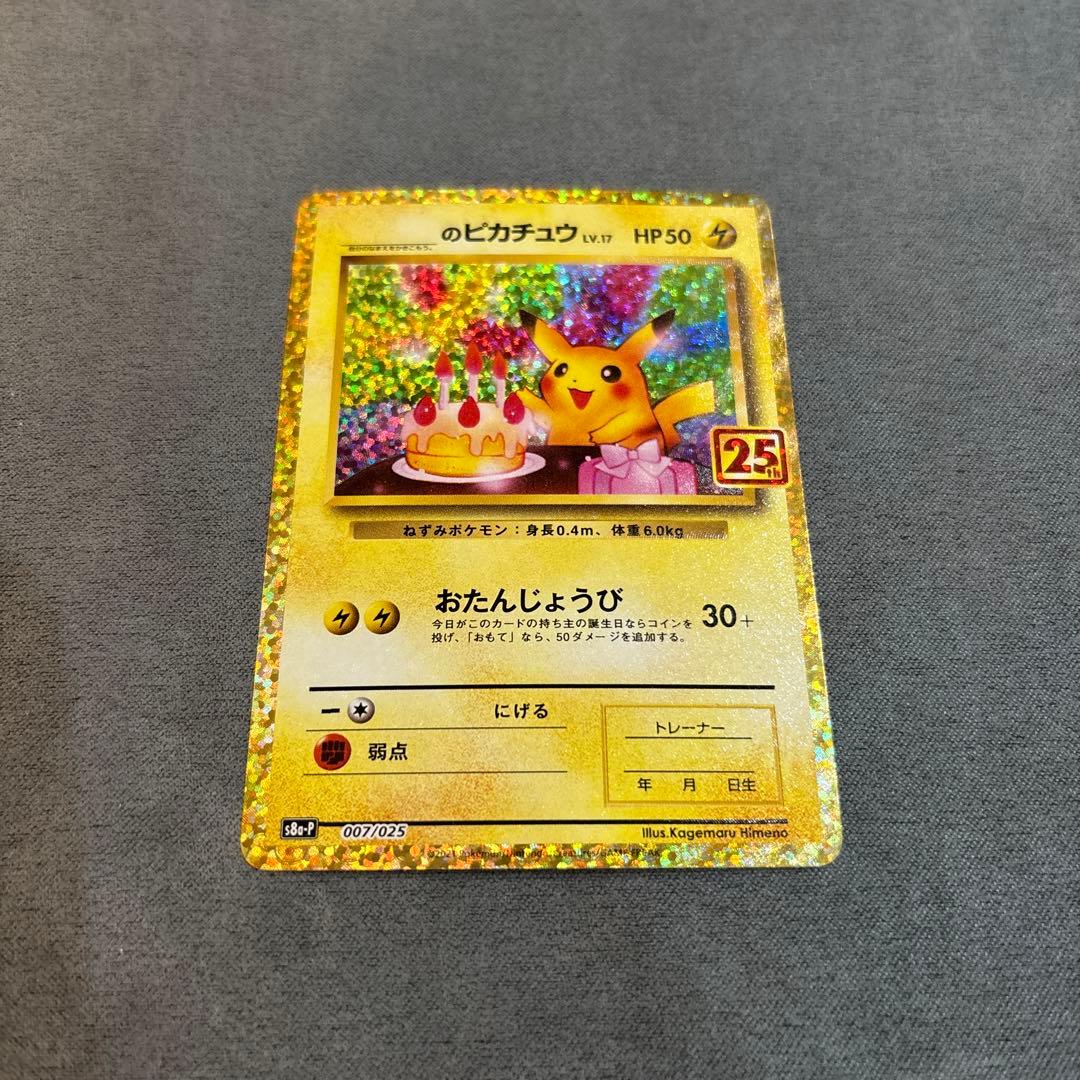 のピカチュウ LV.17 HP50
自分のなまえをかきこもう。
25th
ねずみポケモン：身長0.4m、体重6.0kg
おたんじょうび 30+
今日がこのカードの持ち主の誕生日ならコインを
投げ、「おもて」なら、50ダメージを追加する。
にげる
トレーナー
弱点
年 月 日生
s8a-P 007/025
Illus.Kagemaru Himeno